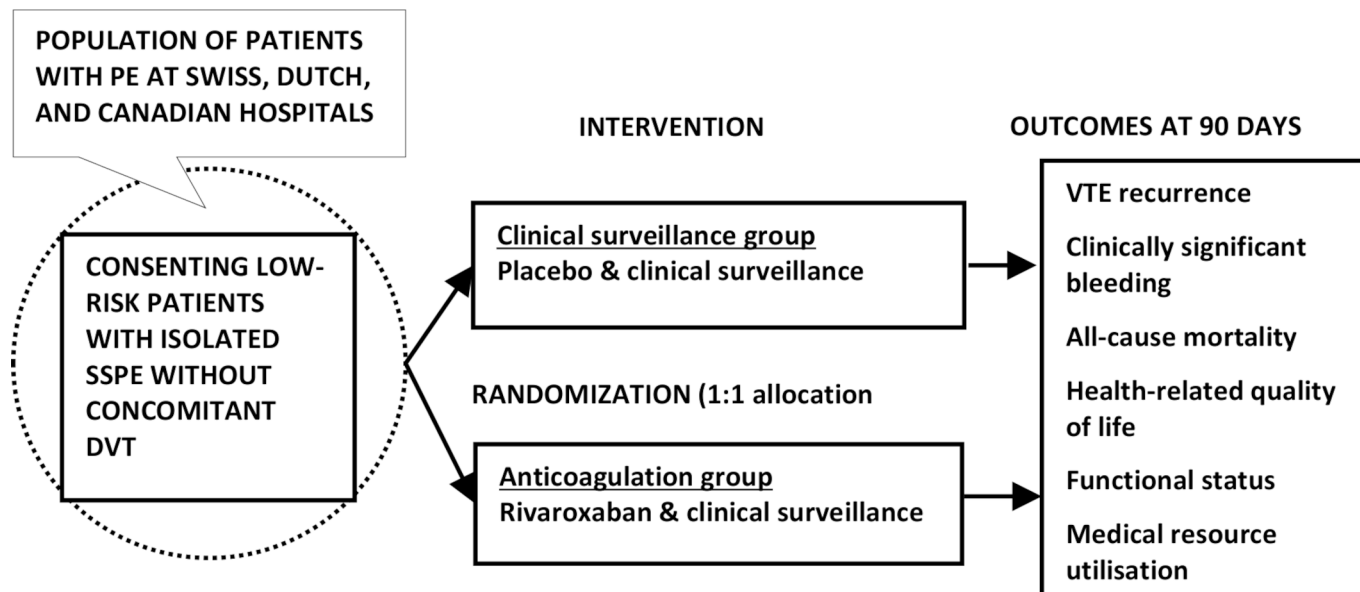 POPULATION OF PATIENTS
WITH PE AT SWISS, DUTCH,
AND CANADIAN HOSPITALS
CONSENTING LOW-
RISK PATIENTS
WITH ISOLATED
SSPE WITHOUT
CONCOMITANT
DVT
INTERVENTION
Clinical surveillance group
Placebo & clinical surveillance
RANDOMIZATION (1:1 allocation
Anticoagulation group
Rivaroxaban & clinical surveillance
OUTCOMES AT 90 DAYS
VTE recurrence
Clinically significant
bleeding
All-cause mortality
Health-related quality
of life
Functional status
Medical resource
utilisation